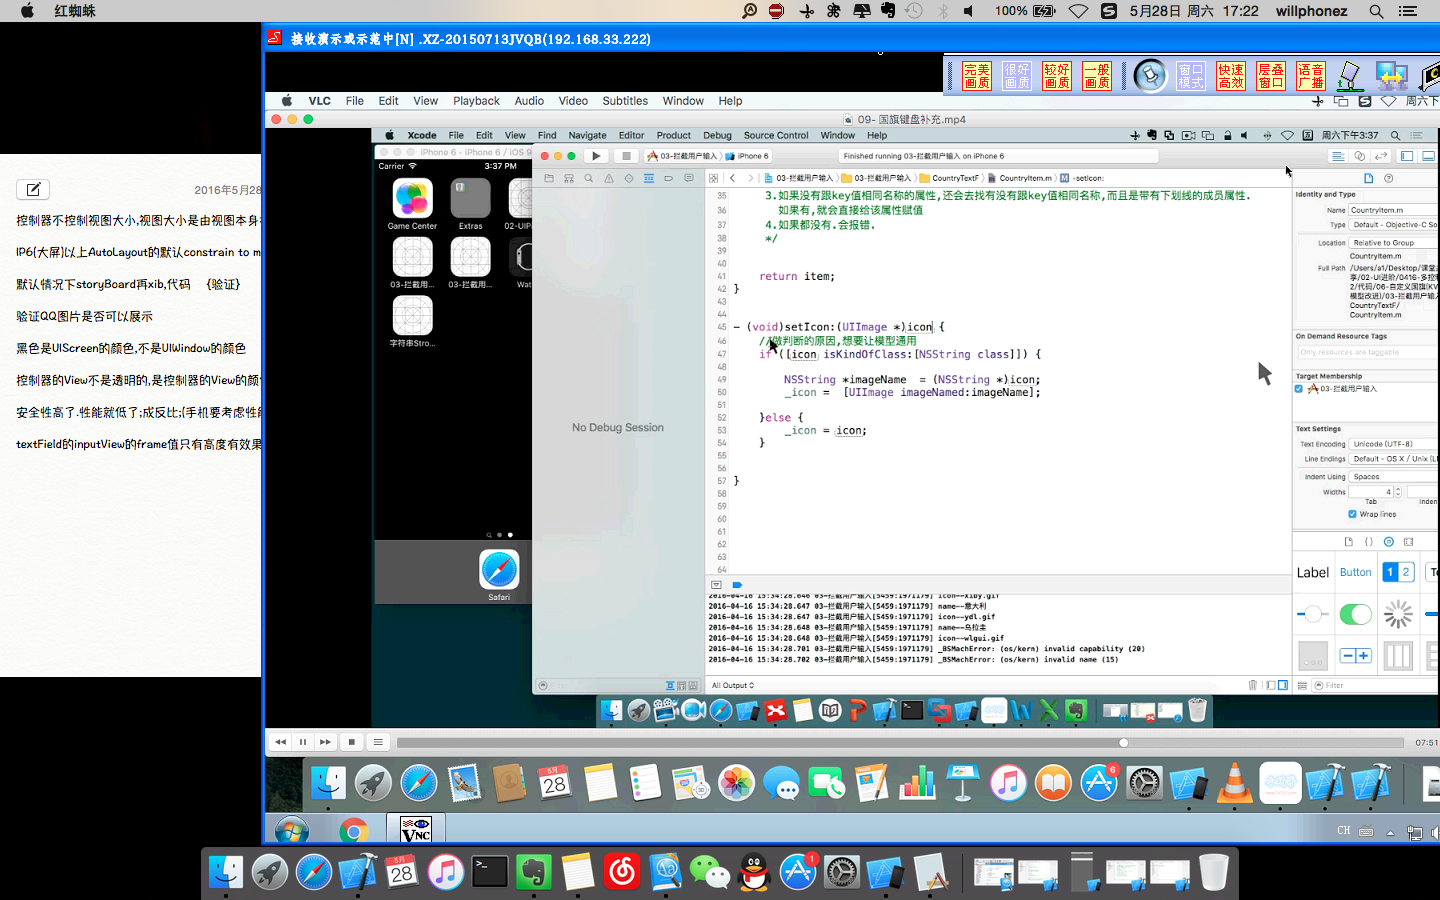 红蜘蛛
100%
5月28日 周六 17:22 willphonez
接收演示或示范中[N] .XZ-20150713JVQB(192.168.33.222)
完美画质
很好画质
较好画质
一般画质
窗口模式
快速高效
层叠窗口
语音广播
VLC File Edit View Playback Audio Video Subtitles Window Help
周六下
09- 国旗键盘补充.mp4
Xcode File Edit View Find Navigate Editor Product Debug Source Control Window Help
周六下午3:37
iPhone 6 - iPhone 6 / iOS 9
03-拦截用户输入 iPhone 6
Finished running 03-拦截用户输入 on iPhone 6
Carrier 3:37 PM
Game Center
Extras
02-UIPi
03-拦截用...
03-拦截用...
Wat
字符串Stro...
Safari
2016年5月28
控制器不控制视图大小,视图大小是由视图本身
IP6(大屏)以上AutoLayout的默认constrain to m
默认情况下storyBoard再xib,代码 {验证}
验证QQ图片是否可以展示
黑色是UIScreen的颜色,不是UIWindow的颜色
控制器的View不是透明的,是控制器的View的颜
安全性高了.性能就低了;成反比;(手机要考虑性
textField的inputView的frame值只有高度有效果
No Debug Session
03-拦截用户输入 03-拦截用户输入 CountryTextF CountryItem.m M -setIcon:
35 3.如果没有跟key值相同名称的属性,还会去找有没有跟key值相同名称,而且是带有下划线的成员属性.
36 如果有,就会直接给该属性赋值
37 4.如果都没有.会报错.
38 */
39
40
41 return item;
42 }
43
44
45 - (void)setIcon:(UIImage *)icon {
46 //做判断的原因,想要让模型通用
47 if ([icon isKindOfClass:[NSString class]]) {
48
49 NSString *imageName = (NSString *)icon;
50 _icon = [UIImage imageNamed:imageName];
51
52 }else {
53 _icon = icon;
54 }
55
56
57 }
58
59
60
61
62
63
64
2016-04-16 15:34:28.646 03-拦截用户输入[5459:1971179] icon--xiby.gif
2016-04-16 15:34:28.647 03-拦截用户输入[5459:1971179] name--意大利
2016-04-16 15:34:28.647 03-拦截用户输入[5459:1971179] icon--ydl.gif
2016-04-16 15:34:28.648 03-拦截用户输入[5459:1971179] name--乌拉圭
2016-04-16 15:34:28.648 03-拦截用户输入[5459:1971179] icon--wlgui.gif
2016-04-16 15:34:28.701 03-拦截用户输入[5459:1971179] _BSMachError: (os/kern) invalid capability (20)
2016-04-16 15:34:28.702 03-拦截用户输入[5459:1971179] _BSMachError: (os/kern) invalid name (15)
All Output
Filter
Identity and Type
Name CountryItem.m
Type Default - Objective-C So
Location Relative to Group
CountryItem.m
Full Path /Users/a1/Desktop/课堂
享/02-UI进阶/0416-多控
2/代码/06-自定义国旗(KV
模型改进)/03-拦截用户输入
CountryTextF/
CountryItem.m
On Demand Resource Tags
Only resources are taggable
Target Membership
03-拦截用户输入
Text Settings
Text Encoding Unicode (UTF-8)
Line Endings Default - OS X / Unix (L
Indent Using Spaces
Widths 4
Tab Inden
Wrap lines
Label Button 1 2
Filter
07:51
5月 28
6
VNC
CH
5月 28
1